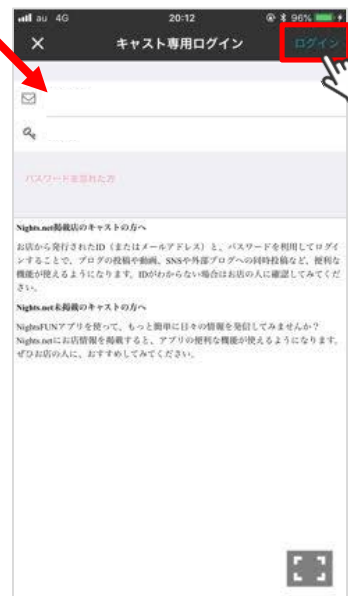 au 4G 20:12 96%
キャスト専用ログイン ログイン
パスワードを忘れた方
Nights.net掲載店のキャストの方へ
お店から発行されたID（またはメールアドレス）と、パスワードを利用してログイ
ンすることで、ブログの投稿や動画、SNSや外部ブログへの同時投稿など、便利な
機能が使えるようになります。IDがわからない場合はお店の人に確認してみてくだ
さい。
Nights.net未掲載のキャストの方へ
NightsFUNアプリを使って、もっと簡単に日々の情報を発信してみませんか？
Nights.netにお店情報を掲載すると、アプリの便利な機能が使えるようになります。
ぜひお店の人に、おすすめしてみてください。